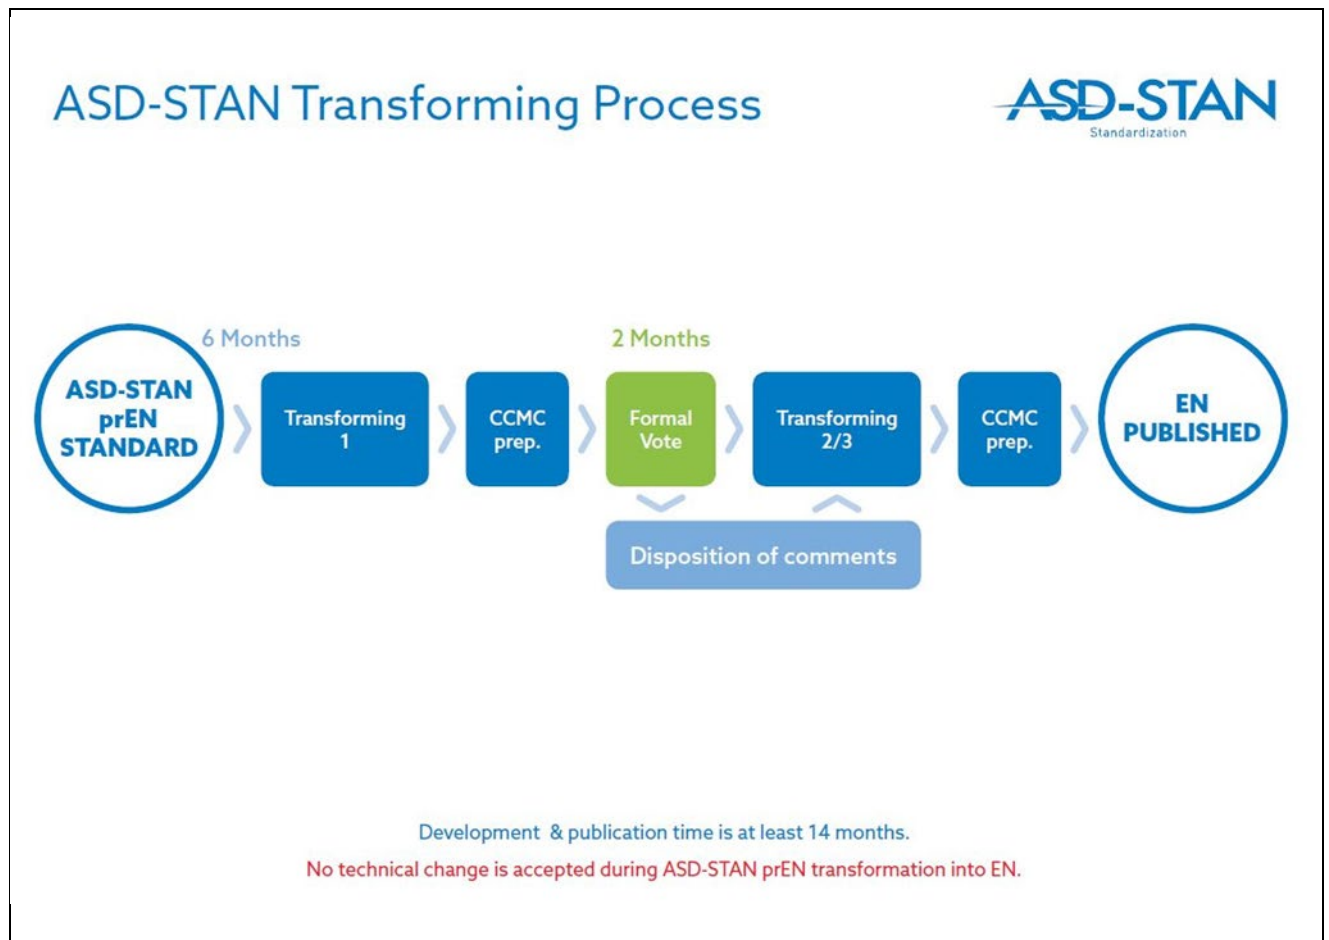 ASD-STAN Transforming Process
ASD-STAN
Standardization
6 Months
2 Months
ASD-STAN
prEN
STANDARD
Transforming
1
CCMC
prep.
Formal
Vote
Transforming
2/3
CCMC
prep.
EN
PUBLISHED
Disposition of comments
Development & publication time is at least 14 months.
No technical change is accepted during ASD-STAN prEN transformation into EN.